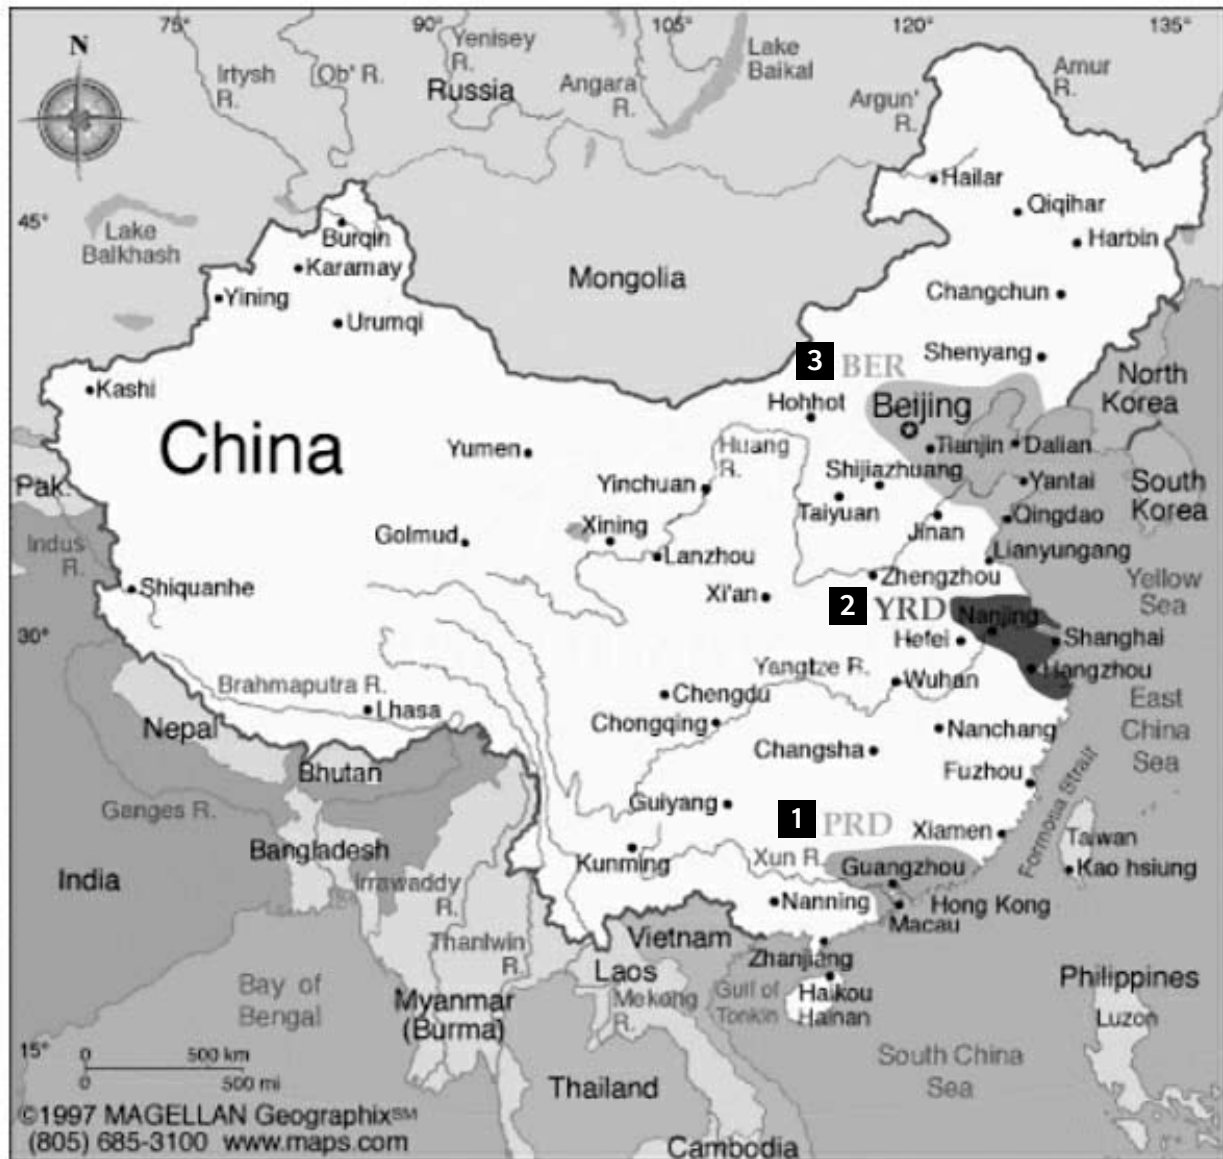 75°
90°
105°
120°
135°
N
Irtysh
R.
Ob' R.
Yenisey
R.
Russia
Angara
R.
Lake
Baikal
Argun'
R.
Amur
R.
45°
Lake
Balkhash
Burqin
Karamay
Yining
Urumqi
Mongolia
Hailar
Qiqihar
Harbin
Changchun
Shenyang
Kashi
China
Yumen
3 BER
Hohhot
Beijing
North
Korea
Huang
R.
Tianjin
Dalian
Shijiazhuang
Yantai
South
Korea
Pak.
Yinchuan
Taiyuan
Jinan
Qingdao
Golmud
Xining
Lanzhou
Lianyungang
Indus
R.
Shiquanhe
Xi'an
Zhengzhou
Yellow
Sea
2 YRD
Nanjing
30°
Hefei
Shanghai
Brahmaputra R.
Lhasa
Yangtze R.
Wuhan
Hangzhou
Chengdu
Chongqing
East
China
Sea
Nepal
Bhutan
Changsha
Nanchang
Fuzhou
Ganges R.
Guiyang
1 PRD
Xiamen
Formosa Strait
Taiwan
Bangladesh
Kunming
Xun R.
Guangzhou
Kao hsiung
India
Irrawaddy
R.
Nanning
Hong Kong
Macau
Thanlwin
R.
Vietnam
Zhanjiang
Laos
Philippines
Bay of
Bengal
Myanmar
(Burma)
Mekong
R.
Gulf of
Tonkin
Haikou
Hainan
Luzon
15°
0 500 km
0 500 mi
South China
Sea
Thailand
©1997 MAGELLAN Geographix℠
(805) 685-3100 www.maps.com
Cambodia